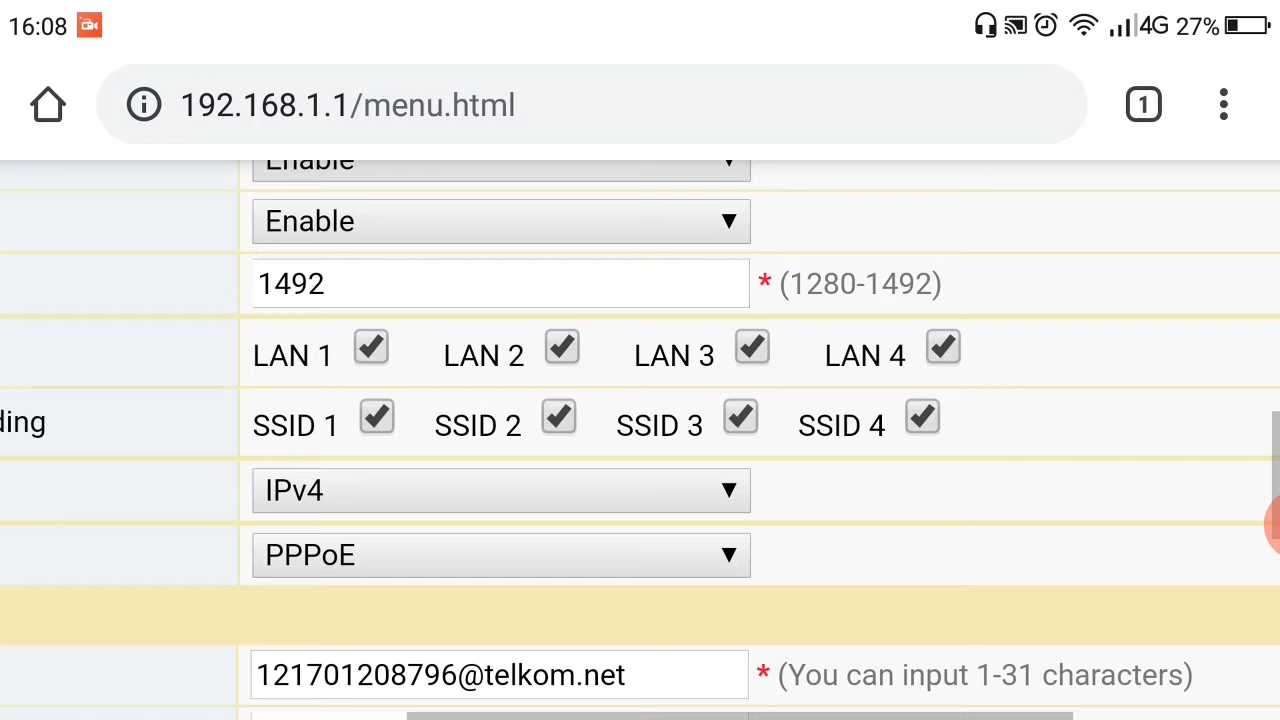 16:08 4G 27%
192.168.1.1/menu.html 1
Enable
Enable
1492 * (1280-1492)
LAN 1 LAN 2 LAN 3 LAN 4
ding SSID 1 SSID 2 SSID 3 SSID 4
IPv4
PPPoE
121701208796@telkom.net * (You can input 1-31 characters)